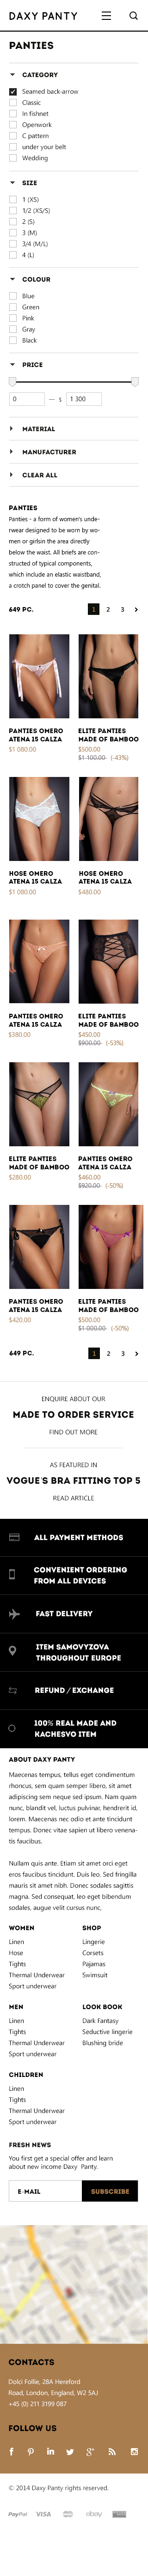 DAXY PANTY
PANTIES
CATEGORY
Seamed back-arrow
Classic
In fishnet
Openwork
C pattern
under your belt
Wedding
SIZE
1 (XS)
1/2 (XS/S)
2 (S)
3 (M)
3/4 (M/L)
4 (L)
COLOUR
Blue
Green
Pink
Gray
Black
PRICE
0 — $ 1 300
MATERIAL
MANUFACTURER
CLEAR ALL
PANTIES
Panties - a form of women's unde-
wear designed to be worn by wo-
men or girlsin the area directly
below the waist. All briefs are con-
structed of typical components,
which include an elastic waistband,
a crotch panel to cover the genital.
649 PC. 1 2 3
PANTIES OMERO
ATENA 15 CALZA
$1 080.00
ELITE PANTIES
MADE OF BAMBOO
$500.00
$1 100.00 (-43%)
HOSE OMERO
ATENA 15 CALZA
$1 080.00
HOSE OMERO
ATENA 15 CALZA
$480.00
PANTIES OMERO
ATENA 15 CALZA
$380.00
ELITE PANTIES
MADE OF BAMBOO
$450.00
$900.00 (-53%)
ELITE PANTIES
MADE OF BAMBOO
$280.00
PANTIES OMERO
ATENA 15 CALZA
$460.00
$920.00 (-50%)
PANTIES OMERO
ATENA 15 CALZA
$420.00
ELITE PANTIES
MADE OF BAMBOO
$500.00
$1 000.00 (-50%)
649 PC. 1 2 3
ENQUIRE ABOUT OUR
MADE TO ORDER SERVICE
FIND OUT MORE
AS FEATURED IN
VOGUE'S BRA FITTING TOP 5
READ ARTICLE
ALL PAYMENT METHODS
CONVENIENT ORDERING
FROM ALL DEVICES
FAST DELIVERY
ITEM SAMOVYZOVA
THROUGHOUT EUROPE
REFUND / EXCHANGE
100% REAL MADE AND
KACHESVO ITEM
ABOUT DAXY PANTY
Maecenas tempus, tellus eget condimentum
rhoncus, sem quam semper libero, sit amet
adipiscing sem neque sed ipsum. Nam quam
nunc, blandit vel, luctus pulvinar, hendrerit id,
lorem. Maecenas nec odio et ante tincidunt
tempus. Donec vitae sapien ut libero venena-
tis faucibus.
Nullam quis ante. Etiam sit amet orci eget
eros faucibus tincidunt. Duis leo. Sed fringilla
mauris sit amet nibh. Donec sodales sagittis
magna. Sed consequat, leo eget bibendum
sodales, augue velit cursus nunc,
WOMEN
Linen
Hose
Tights
Thermal Underwear
Sport underwear
SHOP
Lingerie
Corsets
Pajamas
Swimsuit
MEN
Linen
Tights
Thermal Underwear
Sport underwear
LOOK BOOK
Dark Fantasy
Seductive lingerie
Blushing bride
CHILDREN
Linen
Tights
Thermal Underwear
Sport underwear
FRESH NEWS
You first get a special offer and learn
about new income Daxy Panty.
E-MAIL SUBSCRIBE
CONTACTS
Dolci Follie, 28A Hereford
Road, London, England, W2 5AJ
+45 (0) 211 3199 087
FOLLOW US
© 2014 Daxy Panty rights reserved.
PayPal VISA ebay